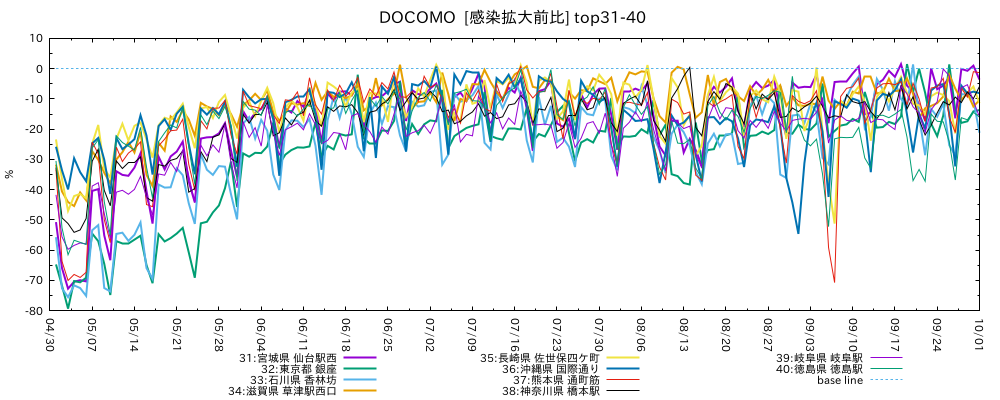 DOCOMO [感染拡大前比] top31-40
10
0
-10
-20
-30
-40
-50
-60
-70
-80
%
04/30
05/07
05/14
05/21
05/28
06/04
06/11
06/18
06/25
07/02
07/09
07/16
07/23
07/30
08/06
08/13
08/20
08/27
09/03
09/10
09/17
09/24
10/01
31:宮城県 仙台駅西
32:東京都 銀座
33:石川県 香林坊
34:滋賀県 草津駅西口
35:長崎県 佐世保四ケ町
36:沖縄県 国際通り
37:熊本県 通町筋
38:神奈川県 橋本駅
39:岐阜県 岐阜駅
40:徳島県 徳島駅
base line